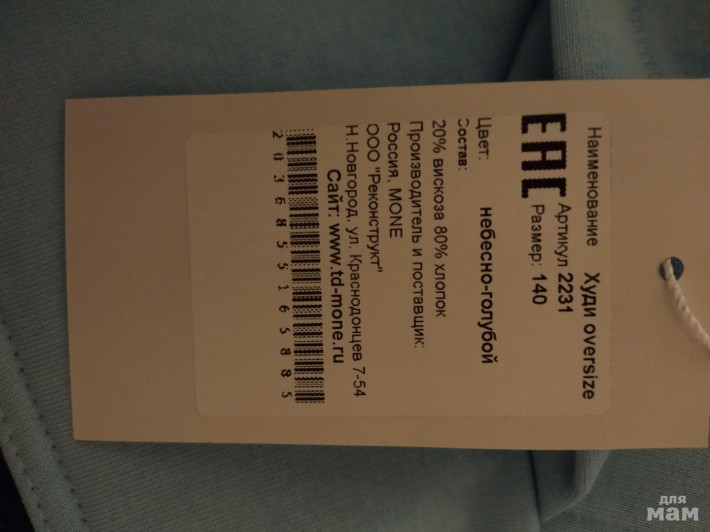 Наименование Худи oversize
EAC
Артикул 2231
Размер: 140
Цвет: небесно-голубой
Состав:
20% вискоза 80% хлопок
Производитель и поставщик:
Россия, MONE
ООО "Реконструкт"
Н.Новгород, ул. Краснодонцев 7-54
Сайт: www.td-mone.ru
2036855165885
для
мам